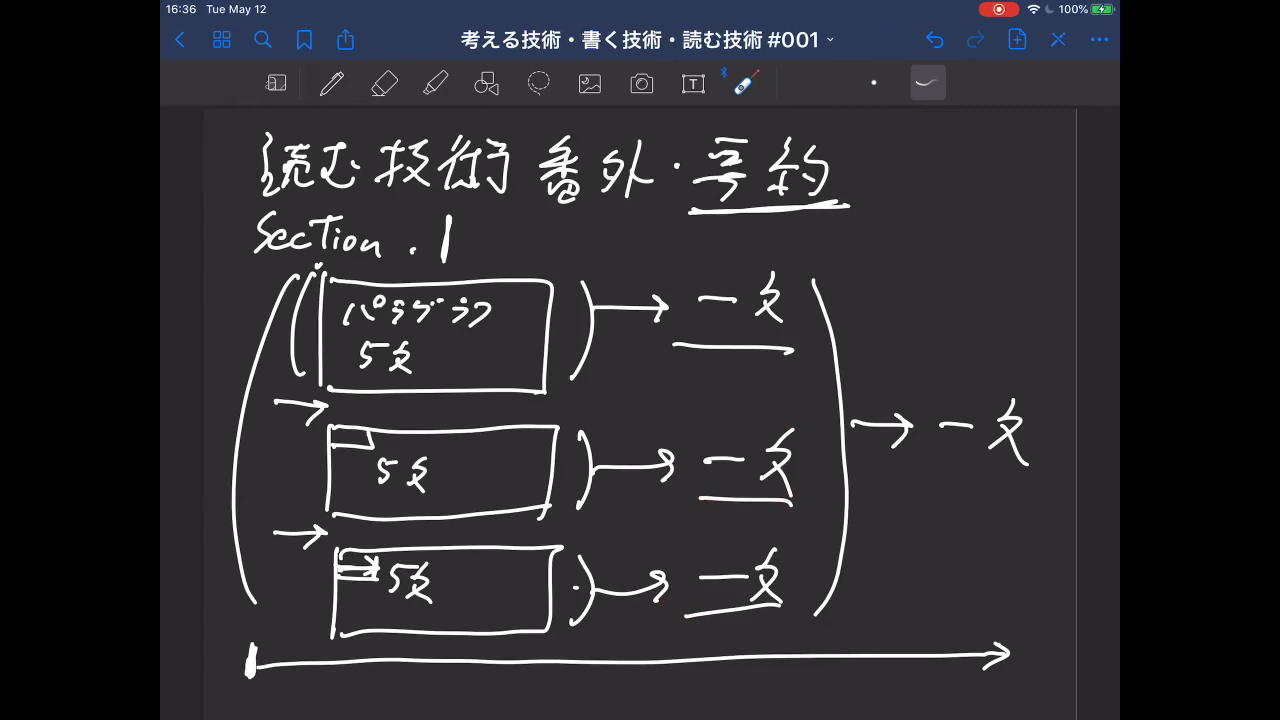 16:36 Tue May 12 100%
考える技術・書く技術・読む技術 #001
T
読む技術 番外・要約
Section.1
パラグラフ
5文
→ 一文
5文
→ 一文
5文
→ 一文
→ 一文